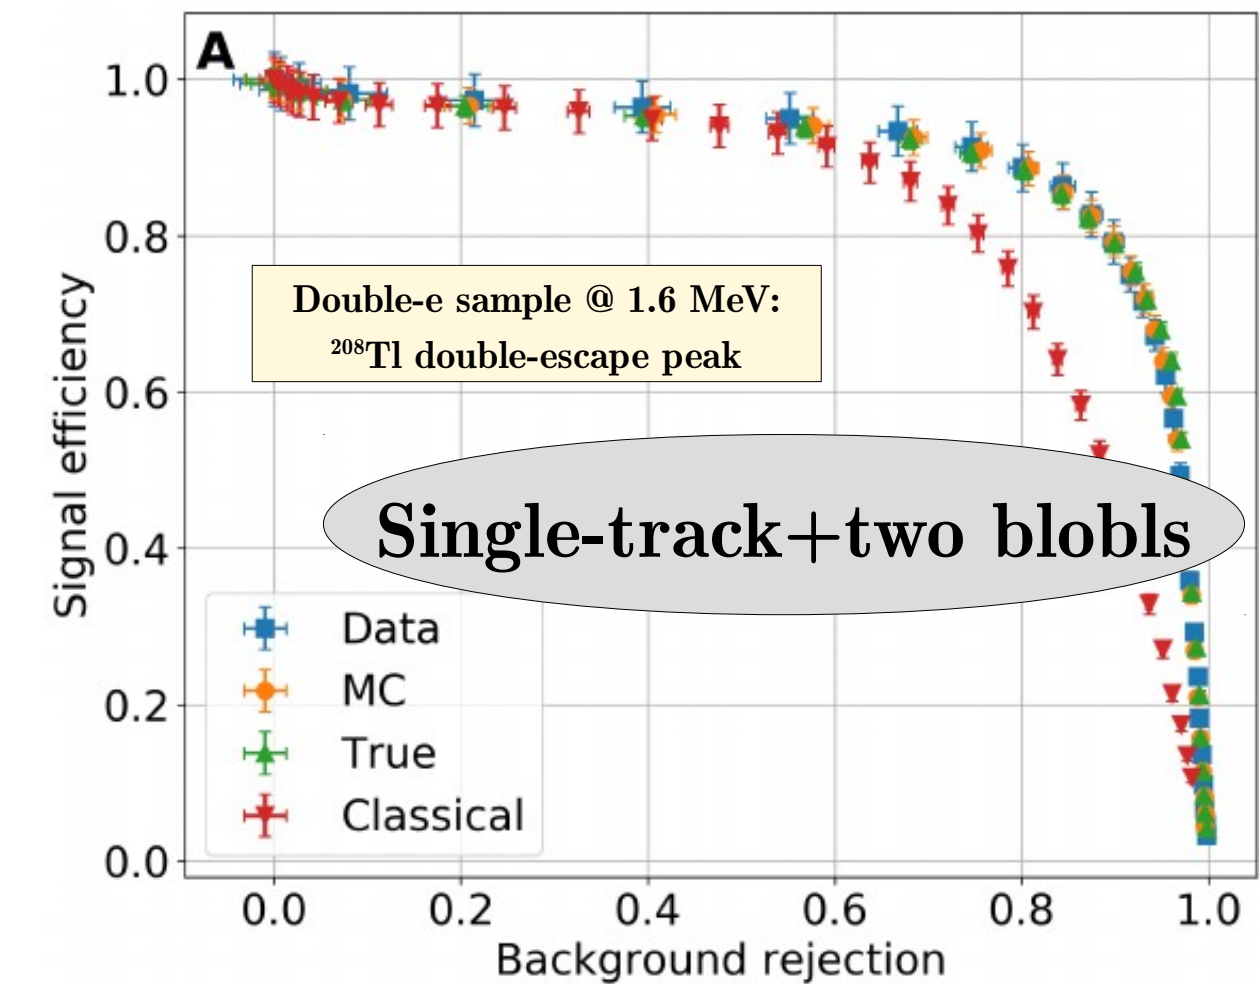 A
1.0
0.8
0.6
0.4
0.2
0.0
Signal efficiency
Double-e sample @ 1.6 MeV:
²⁰⁸Tl double-escape peak
Single-track+two blobls
Data
MC
True
Classical
0.0 0.2 0.4 0.6 0.8 1.0
Background rejection